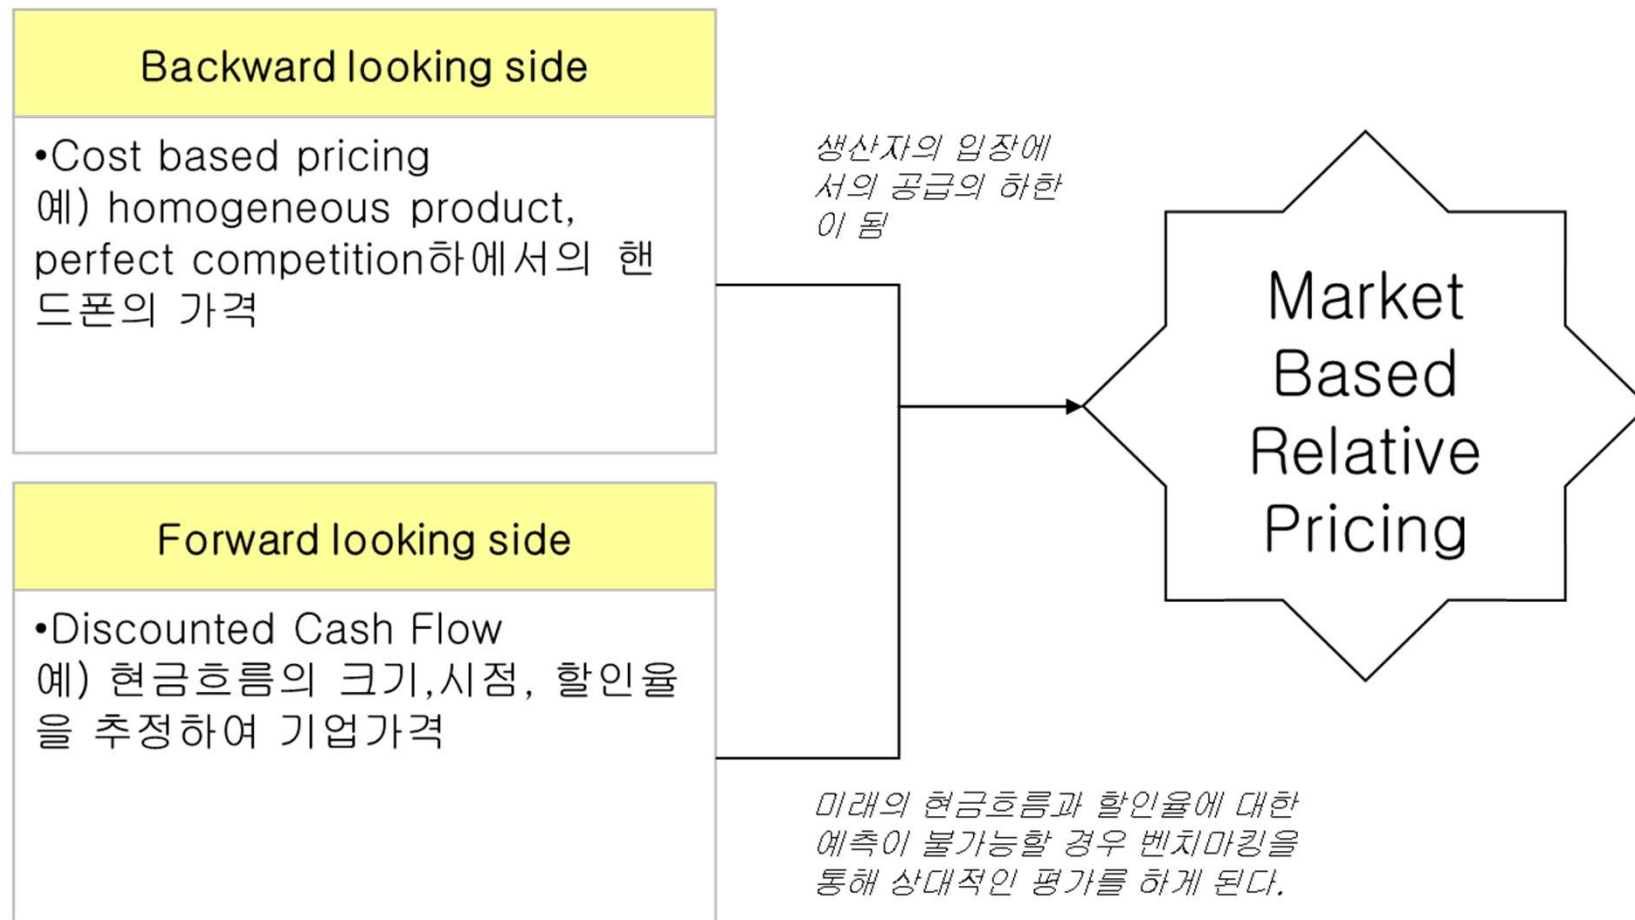 Backward looking side
•Cost based pricing
예) homogeneous product,
perfect competition하에서의 핸
드폰의 가격
생산자의 입장에
서의 공급의 하한
이 됨
Market
Based
Relative
Pricing
Forward looking side
•Discounted Cash Flow
예) 현금흐름의 크기,시점, 할인율
을 추정하여 기업가격
미래의 현금흐름과 할인율에 대한
예측이 불가능할 경우 벤치마킹을
통해 상대적인 평가를 하게 된다.